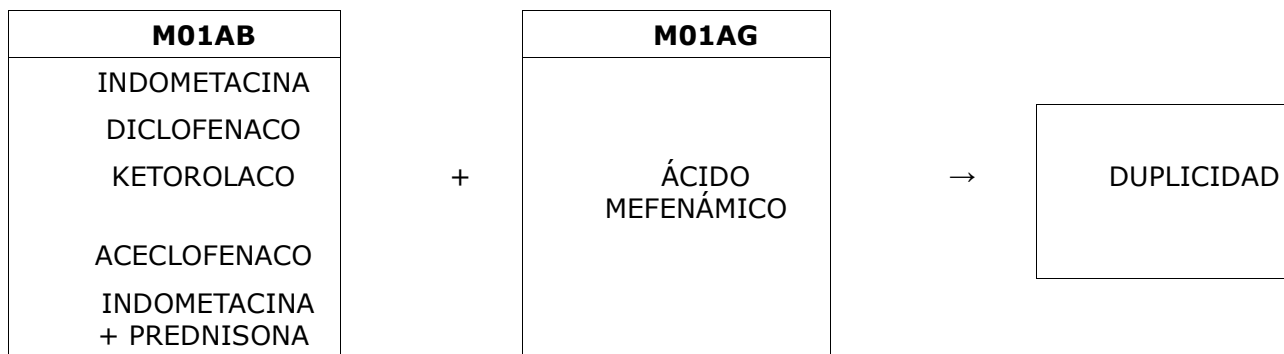 M01AB
INDOMETACINA
DICLOFENACO
KETOROLACO
ACECLOFENACO
INDOMETACINA
+ PREDNISONA
+
M01AG
ÁCIDO
MEFENÁMICO
→
DUPLICIDAD